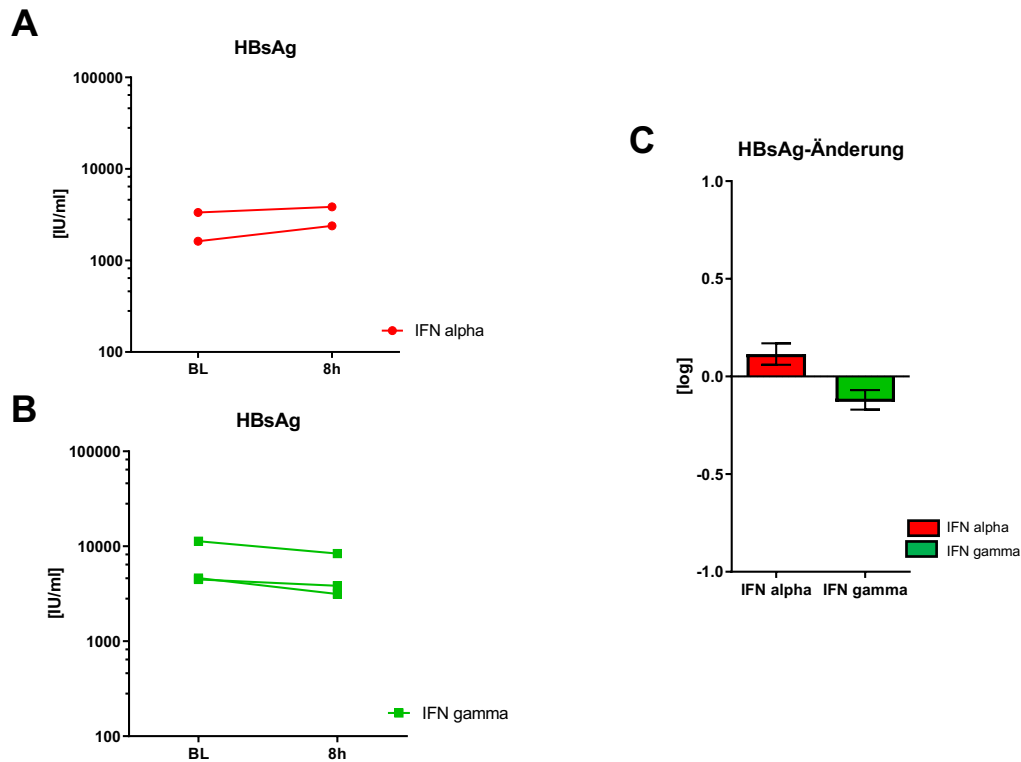 A
HBsAg
100000
10000
1000
100
[IU/ml]
BL 8h
IFN alpha
B
HBsAg
100000
10000
1000
100
[IU/ml]
BL 8h
IFN gamma
C
HBsAg-Änderung
1.0
0.5
0.0
-0.5
-1.0
[log]
IFN alpha IFN gamma
IFN alpha
IFN gamma